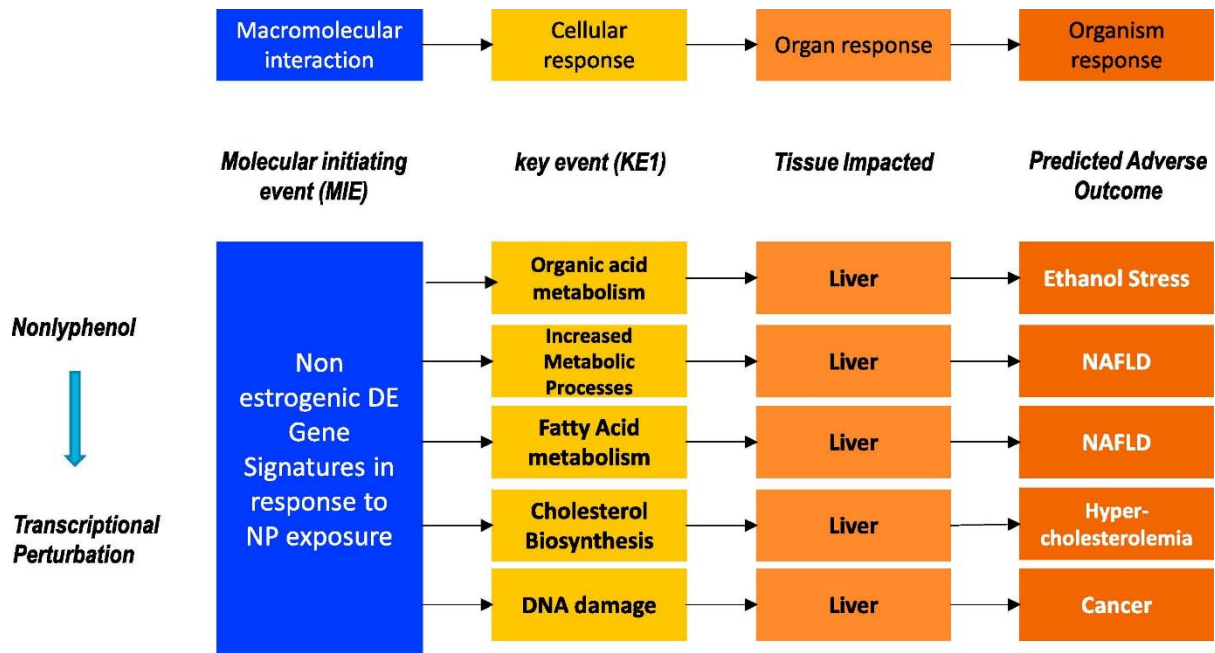 Macromolecular
interaction
Cellular
response
Organ response
Organism
response
Molecular initiating
event (MIE)
key event (KE1)
Tissue Impacted
Predicted Adverse
Outcome
Nonlyphenol
Transcriptional
Perturbation
Non
estrogenic DE
Gene
Signatures in
response to
NP exposure
Organic acid
metabolism
Liver
Ethanol Stress
Increased
Metabolic
Processes
Liver
NAFLD
Fatty Acid
metabolism
Liver
NAFLD
Cholesterol
Biosynthesis
Liver
Hyper-
cholesterolemia
DNA damage
Liver
Cancer